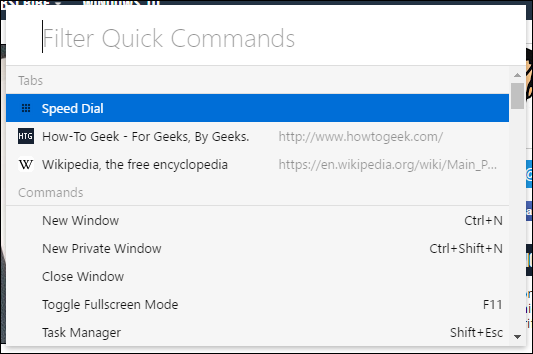 WINDOWS 10
Filter Quick Commands
Tabs
Speed Dial
HTG How-To Geek - For Geeks, By Geeks. http://www.howtogeek.com/
W Wikipedia, the free encyclopedia https://en.wikipedia.org/wiki/Main_P...
Commands
New Window Ctrl+N
New Private Window Ctrl+Shift+N
Close Window
Toggle Fullscreen Mode F11
Task Manager Shift+Esc